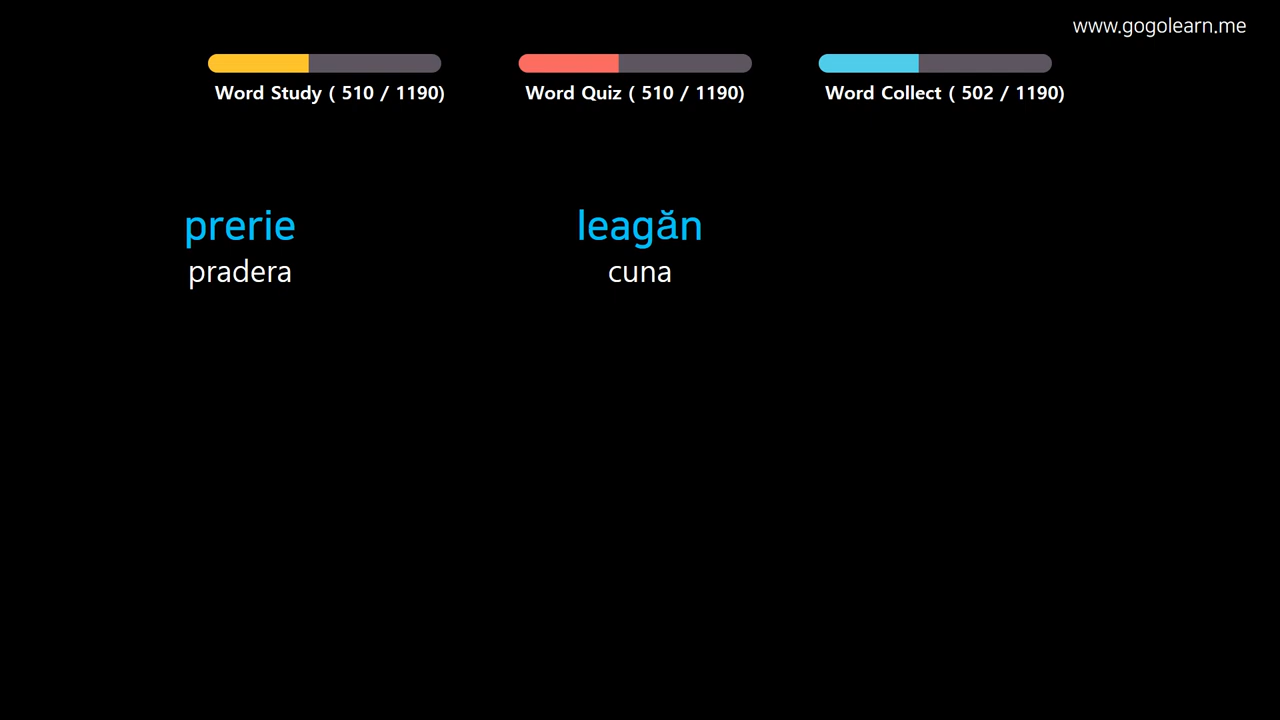 www.gogolearn.me
Word Study ( 510 / 1190)
Word Quiz ( 510 / 1190)
Word Collect ( 502 / 1190)
prerie
pradera
leagăn
cuna